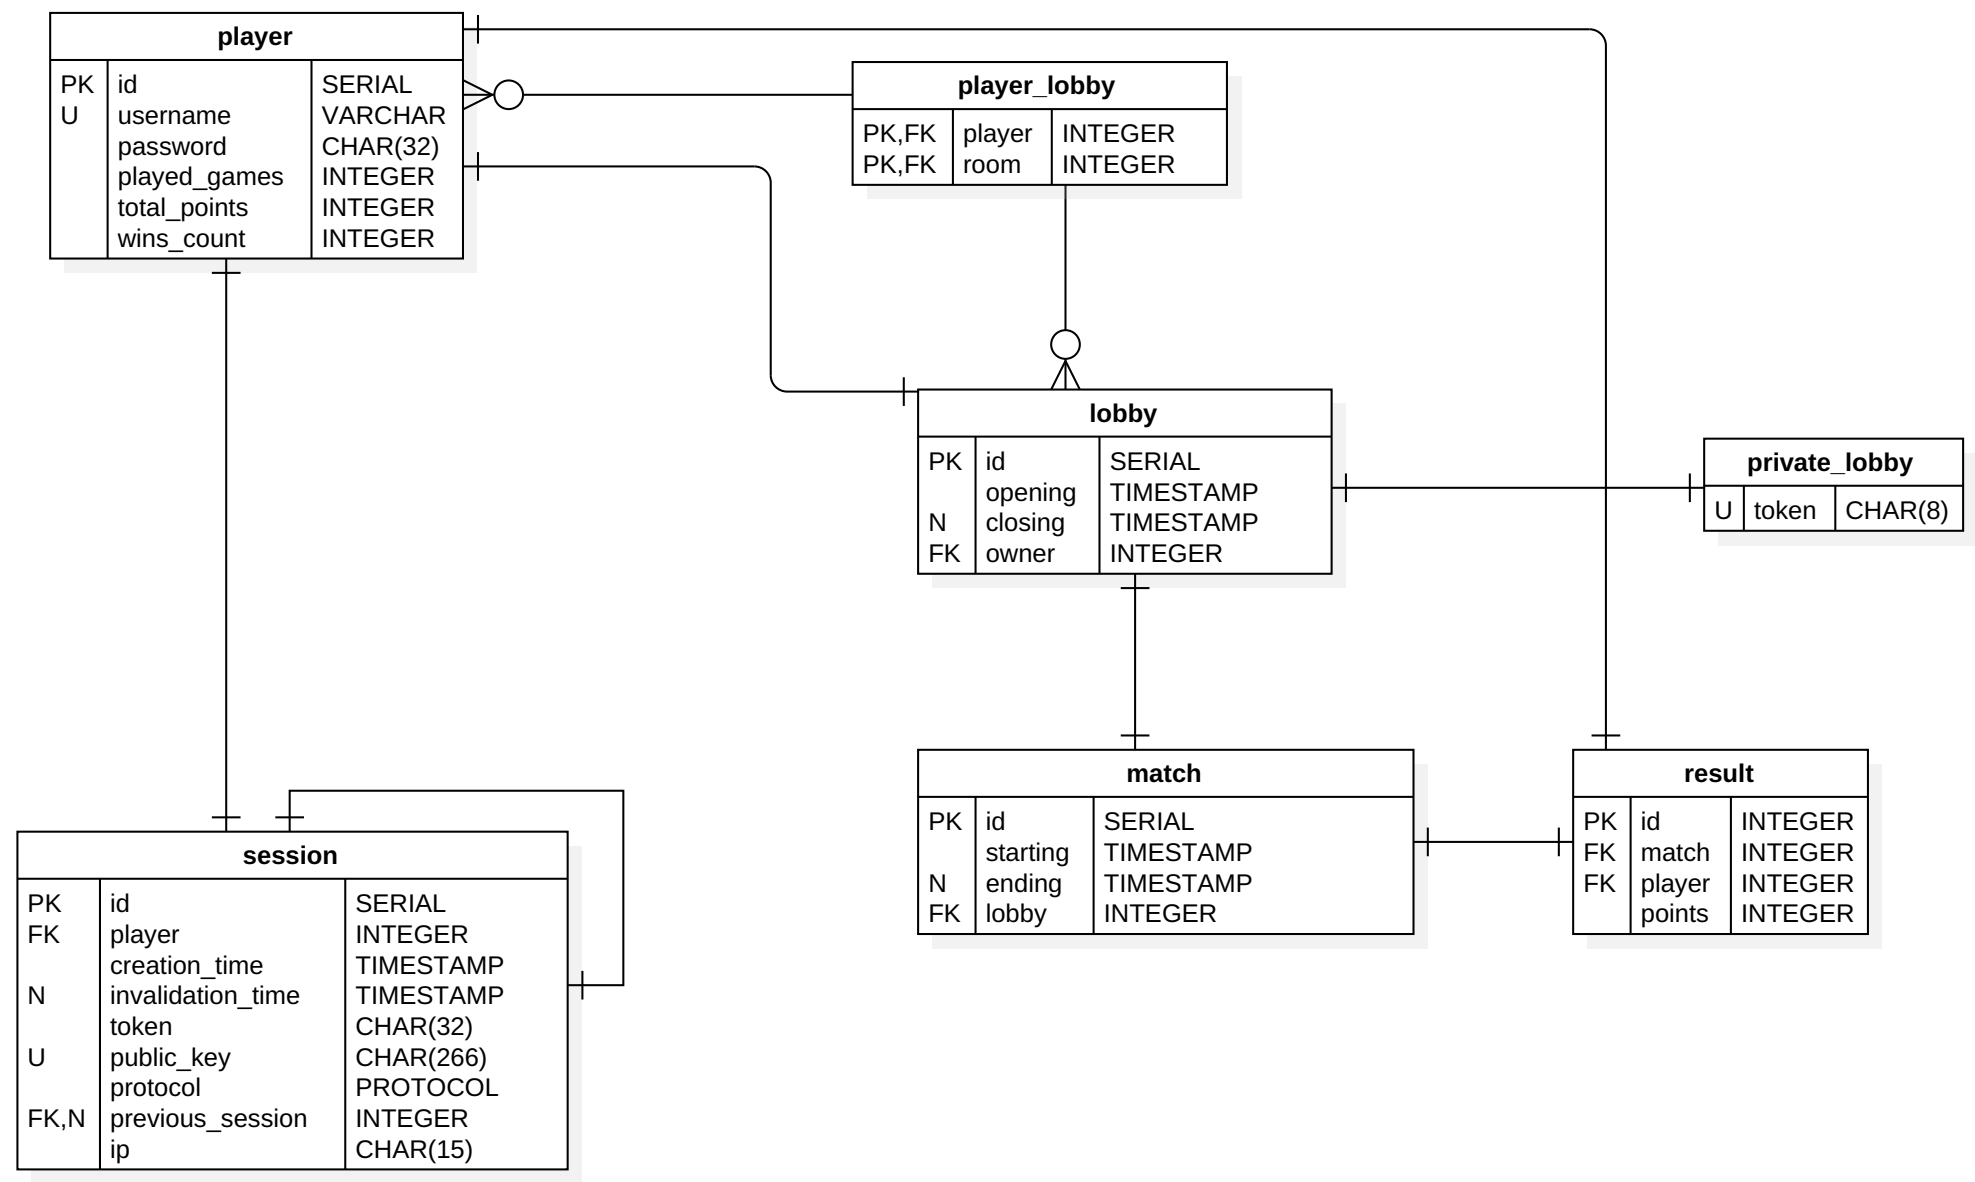 player
PK id SERIAL
U username VARCHAR
password CHAR(32)
played_games INTEGER
total_points INTEGER
wins_count INTEGER
player_lobby
PK,FK player INTEGER
PK,FK room INTEGER
lobby
PK id SERIAL
opening TIMESTAMP
N closing TIMESTAMP
FK owner INTEGER
private_lobby
U token CHAR(8)
match
PK id SERIAL
starting TIMESTAMP
N ending TIMESTAMP
FK lobby INTEGER
result
PK id INTEGER
FK match INTEGER
FK player INTEGER
points INTEGER
session
PK id SERIAL
FK player INTEGER
creation_time TIMESTAMP
N invalidation_time TIMESTAMP
token CHAR(32)
U public_key CHAR(266)
protocol PROTOCOL
FK,N previous_session INTEGER
ip CHAR(15)